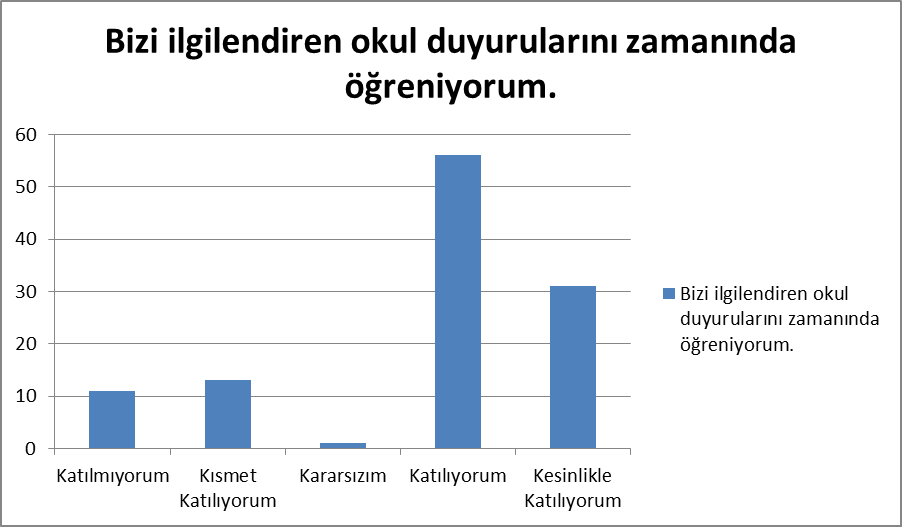 Bizi ilgilendiren okul duyurularını zamanında
öğreniyorum.
60
50
40
30
20
10
0
Katılmıyorum
Kısmet
Katılıyorum
Kararsızım
Katılıyorum
Kesinlikle
Katılıyorum
Bizi ilgilendiren okul
duyurularını zamanında
öğreniyorum.